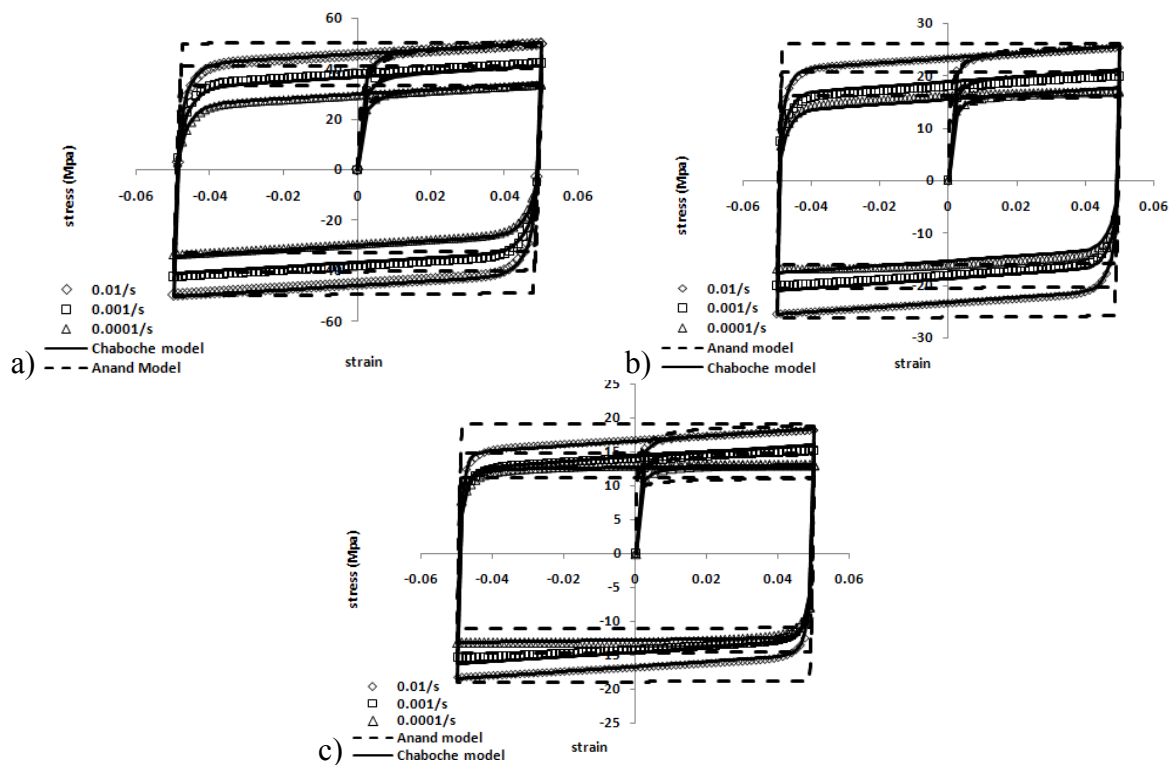 60
40
20
0
-20
-40
-60
-0.06 -0.04 -0.02 0 0.02 0.04 0.06
stress (Mpa)
strain
0.01/s
0.001/s
0.0001/s
Chaboche model
Anand Model
a)
30
20
10
0
-10
-20
-30
-0.06 -0.04 -0.02 0 0.02 0.04 0.06
stress (Mpa)
strain
0.01/s
0.001/s
0.0001/s
Anand model
Chaboche model
b)
25
20
15
10
5
0
-5
-10
-15
-20
-25
-0.06 -0.04 -0.02 0 0.02 0.04 0.06
stress (Mpa)
strain
0.01/s
0.001/s
0.0001/s
Anand model
Chaboche model
c)